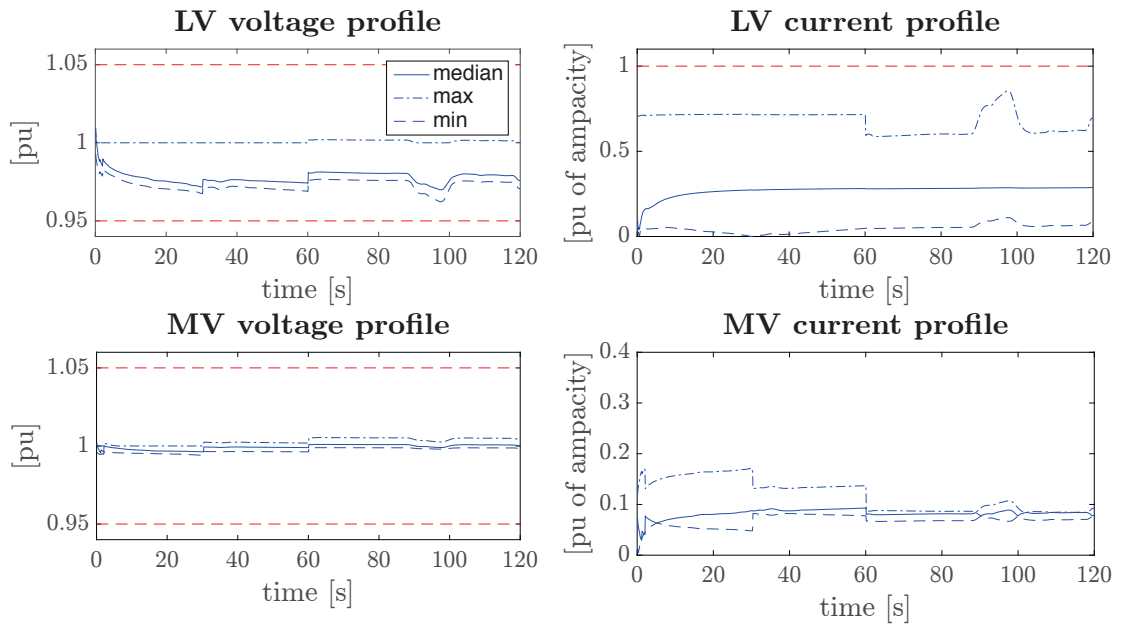 LV voltage profile
1.05
1
0.95
[pu]
0 20 40 60 80 100 120
time [s]
median
max
min
LV current profile
1
0.5
0
[pu of ampacity]
0 20 40 60 80 100 120
time [s]
MV voltage profile
1.05
1
0.95
[pu]
0 20 40 60 80 100 120
time [s]
MV current profile
0.4
0.3
0.2
0.1
0
[pu of ampacity]
0 20 40 60 80 100 120
time [s]